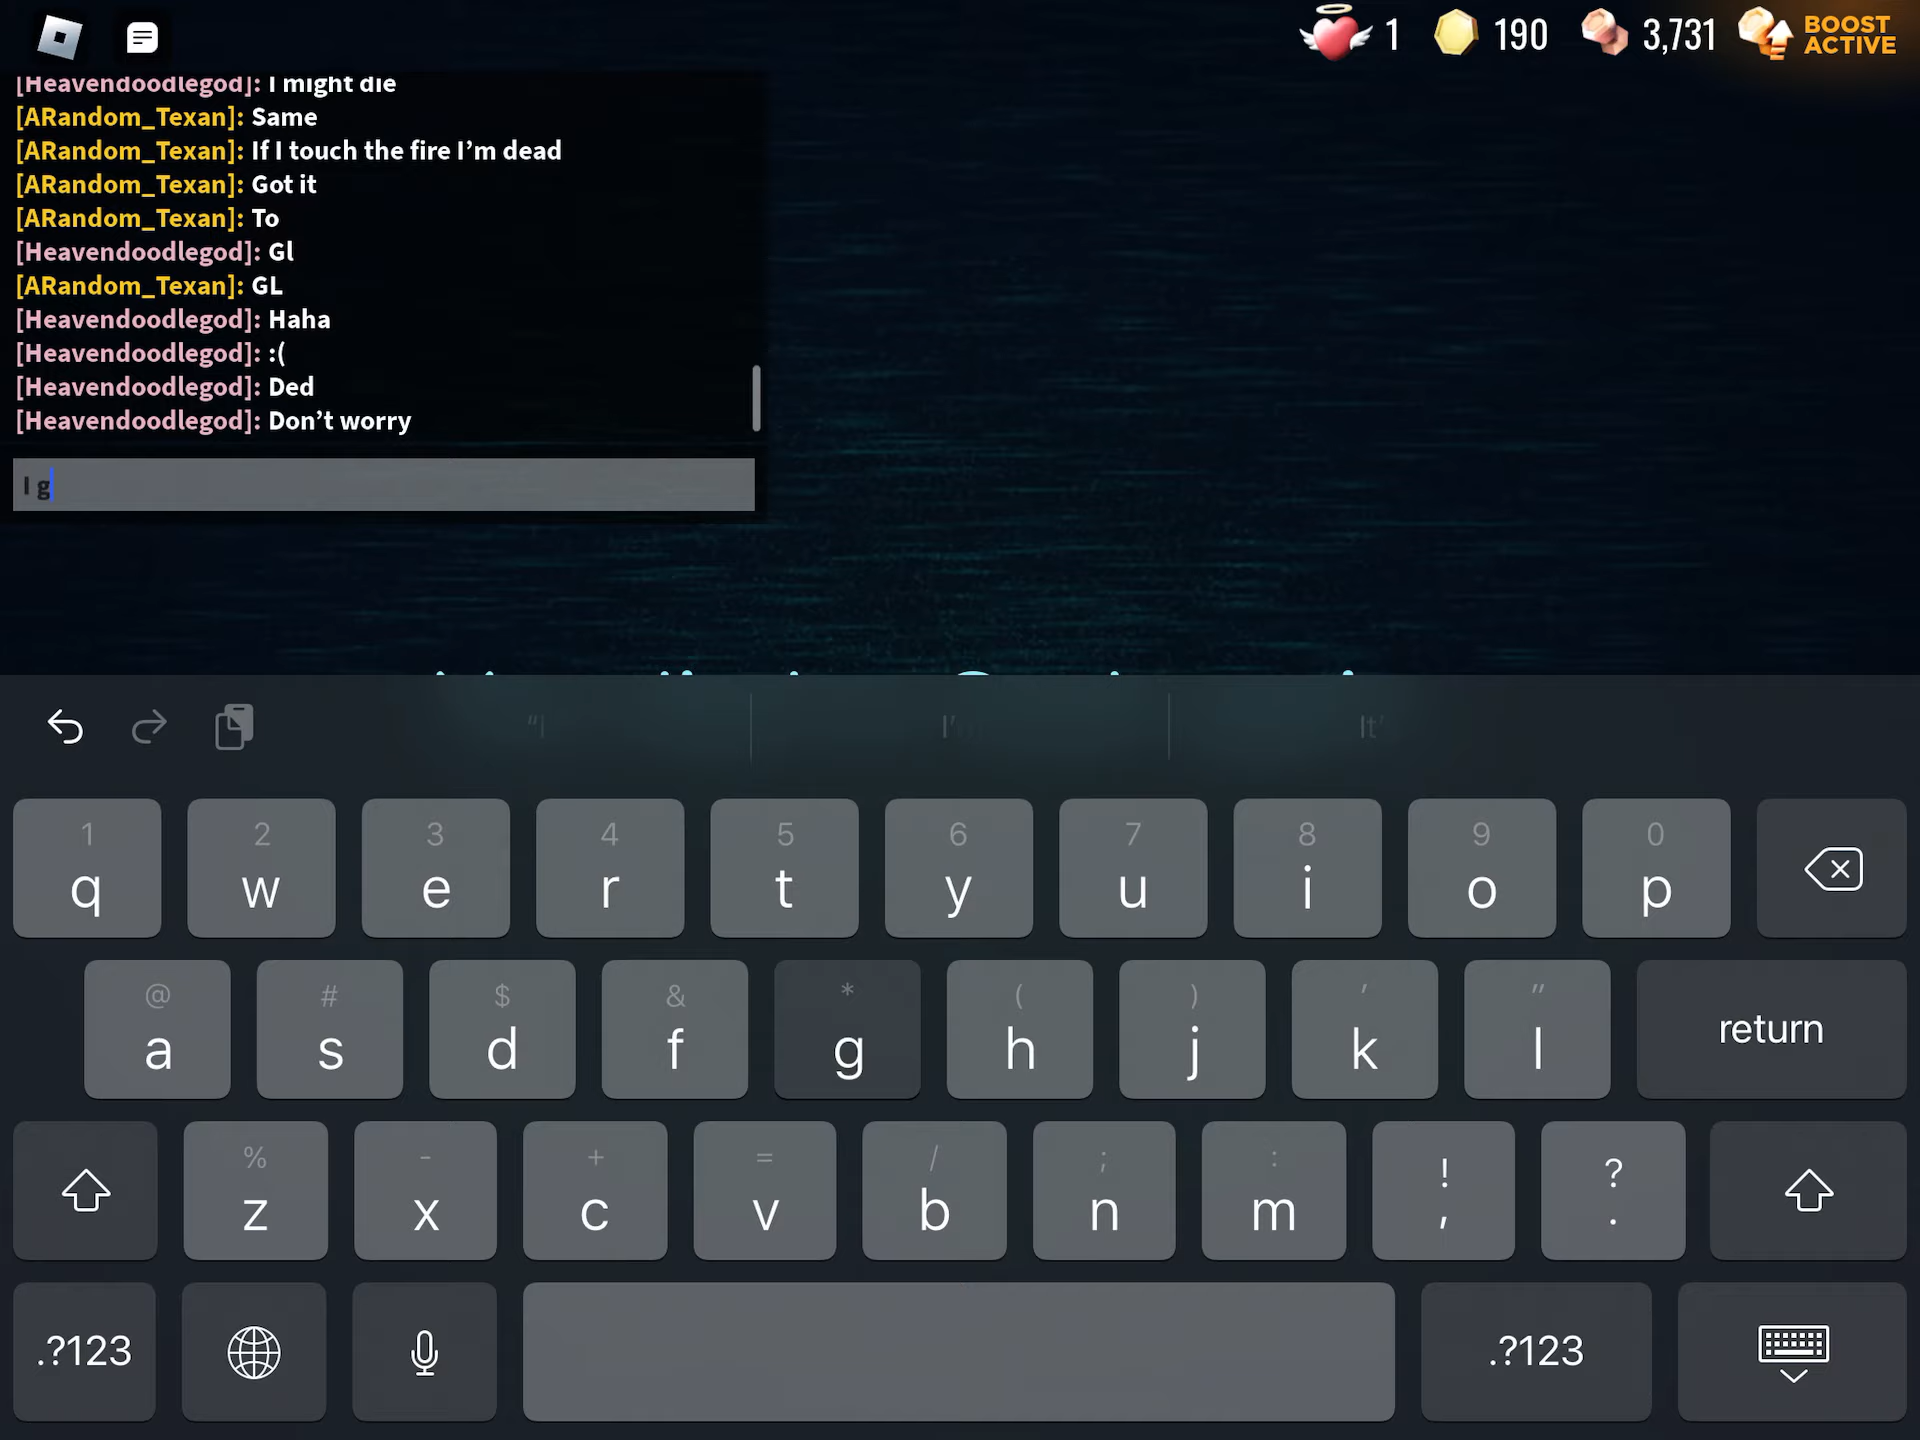 1 190 3,731 BOOST
ACTIVE
[Heavendoodlegod]: I might die
[ARandom_Texan]: Same
[ARandom_Texan]: If I touch the fire I’m dead
[ARandom_Texan]: Got it
[ARandom_Texan]: To
[Heavendoodlegod]: Gl
[ARandom_Texan]: GL
[Heavendoodlegod]: Haha
[Heavendoodlegod]: :(
[Heavendoodlegod]: Ded
[Heavendoodlegod]: Don’t worry
I g
“I I’ It’
1 2 3 4 5 6 7 8 9 0
q w e r t y u i o p
@ # $ & * ( ) ’ ”
a s d f g h j k l return
% - + = / ; : ! ?
z x c v b n m , .
.?123 .?123